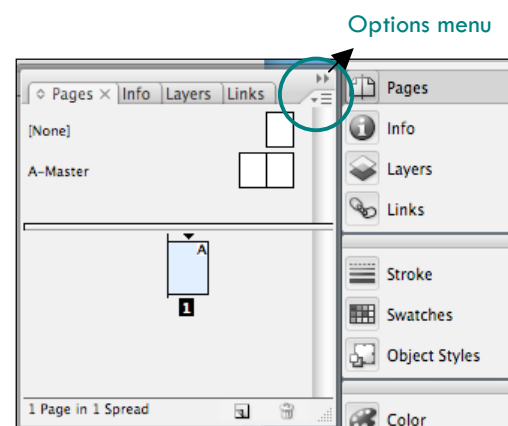 Options menu
Pages Info Layers Links
[None]
A-Master
A
1
1 Page in 1 Spread
Pages
Info
Layers
Links
Stroke
Swatches
Object Styles
Color